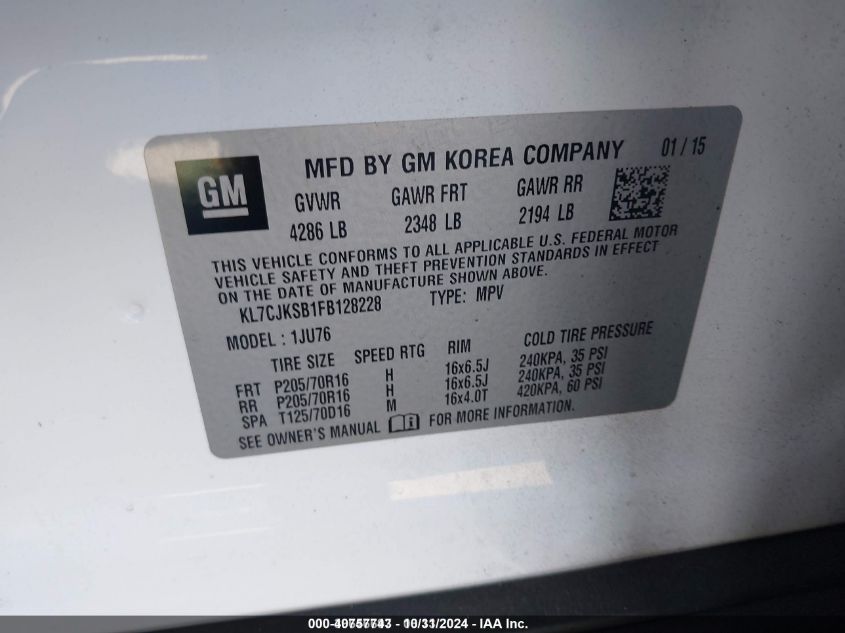 GM
MFD BY GM KOREA COMPANY 01 / 15
GVWR GAWR FRT GAWR RR
4286 LB 2348 LB 2194 LB
THIS VEHICLE CONFORMS TO ALL APPLICABLE U.S. FEDERAL MOTOR
VEHICLE SAFETY AND THEFT PREVENTION STANDARDS IN EFFECT
ON THE DATE OF MANUFACTURE SHOWN ABOVE.
KL7CJKSB1FB128228 TYPE: MPV
MODEL : 1JU76
TIRE SIZE SPEED RTG RIM COLD TIRE PRESSURE
FRT P205/70R16 H 16x6.5J 240KPA, 35 PSI
RR P205/70R16 H 16x6.5J 240KPA, 35 PSI
SPA T125/70D16 M 16x4.0T 420KPA, 60 PSI
SEE OWNER'S MANUAL FOR MORE INFORMATION.
- IAA Inc.